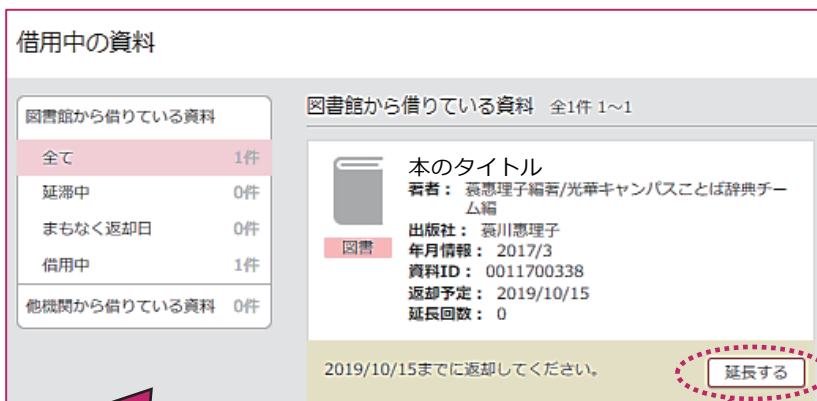 借用中の資料
図書館から借りている資料
全て 1件
延滞中 0件
まもなく返却日 0件
借用中 1件
他機関から借りている資料 0件
図書館から借りている資料 全1件 1～1
本のタイトル
著者： 蓑惠理子編著/光華キャンパスことば辞典チー
ム編
出版社： 蓑川惠理子
図書
年月情報： 2017/3
資料ID： 0011700338
返却予定： 2019/10/15
延長回数： 0
2019/10/15までに返却してください。
延長する